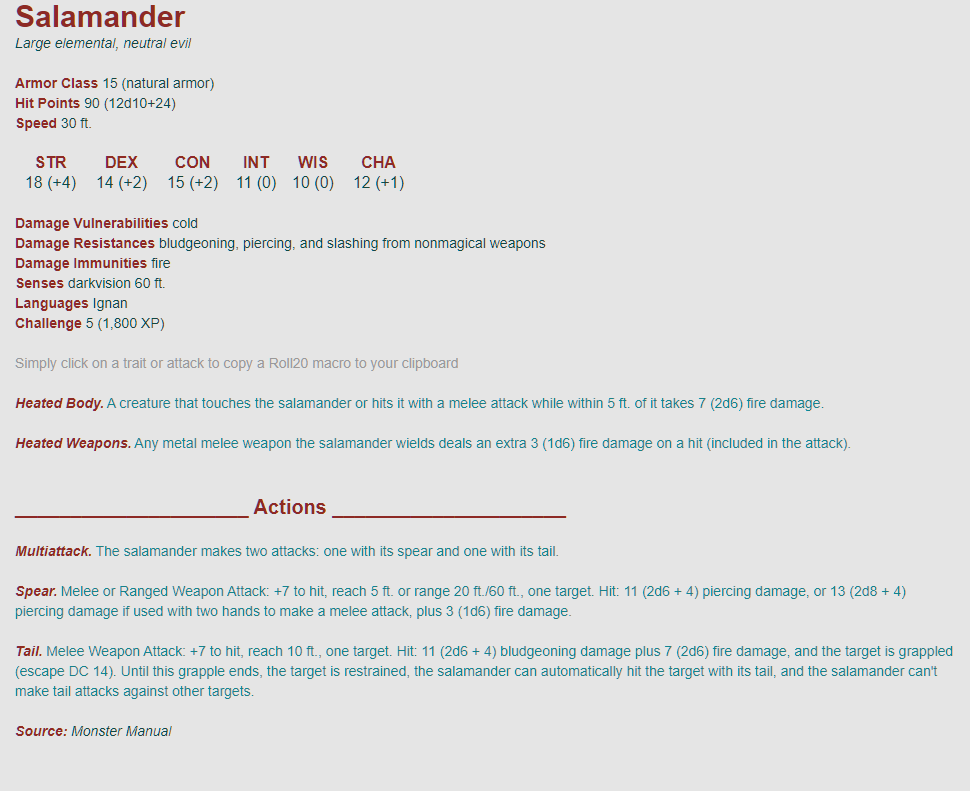 Salamander
Large elemental, neutral evil
Armor Class 15 (natural armor)
Hit Points 90 (12d10+24)
Speed 30 ft.
STR DEX CON INT WIS CHA
18 (+4) 14 (+2) 15 (+2) 11 (0) 10 (0) 12 (+1)
Damage Vulnerabilities cold
Damage Resistances bludgeoning, piercing, and slashing from nonmagical weapons
Damage Immunities fire
Senses darkvision 60 ft.
Languages Ignan
Challenge 5 (1,800 XP)
Simply click on a trait or attack to copy a Roll20 macro to your clipboard
Heated Body. A creature that touches the salamander or hits it with a melee attack while within 5 ft. of it takes 7 (2d6) fire damage.
Heated Weapons. Any metal melee weapon the salamander wields deals an extra 3 (1d6) fire damage on a hit (included in the attack).
Actions
Multiattack. The salamander makes two attacks: one with its spear and one with its tail.
Spear. Melee or Ranged Weapon Attack: +7 to hit, reach 5 ft. or range 20 ft./60 ft., one target. Hit: 11 (2d6 + 4) piercing damage, or 13 (2d8 + 4)
piercing damage if used with two hands to make a melee attack, plus 3 (1d6) fire damage.
Tail. Melee Weapon Attack: +7 to hit, reach 10 ft., one target. Hit: 11 (2d6 + 4) bludgeoning damage plus 7 (2d6) fire damage, and the target is grappled
(escape DC 14). Until this grapple ends, the target is restrained, the salamander can automatically hit the target with its tail, and the salamander can't
make tail attacks against other targets.
Source: Monster Manual